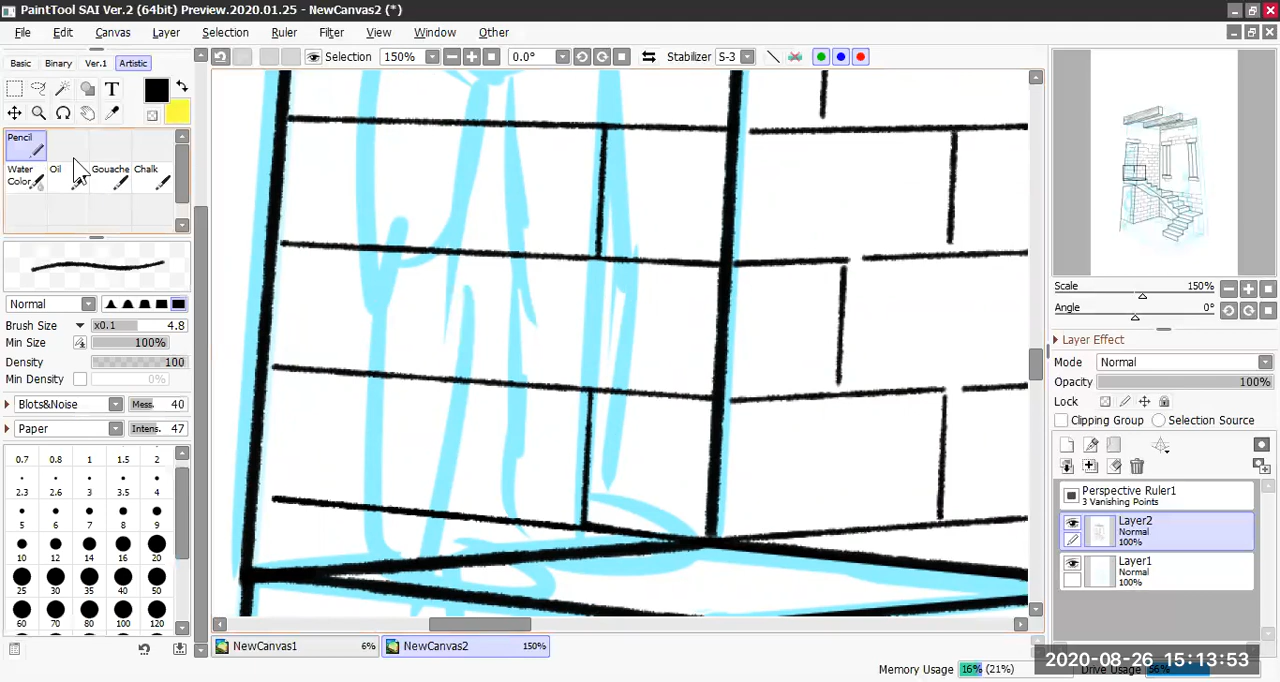 PaintTool SAI Ver.2 (64bit) Preview.2020.01.25 - NewCanvas2 (*)
File Edit Canvas Layer Selection Ruler Filter View Window Other
Basic Binary Ver.1 Artistic
Selection 150% 0.0° Stabilizer S-3
T
Pencil
Water Color Oil Gouache Chalk
Normal
Brush Size x0.1 4.8
Min Size 100%
Density 100
Min Density 0%
Blots&Noise Mess. 40
Paper Intens. 47
0.7 0.8 1 1.5 2
2.3 2.6 3 3.5 4
5 6 7 8 9
10 12 14 16 20
25 30 35 40 50
60 70 80 100 120
Scale 150%
Angle 0°
Layer Effect
Mode Normal
Opacity 100%
Lock
Clipping Group Selection Source
Perspective Ruler1
3 Vanishing Points
Layer2
Normal
100%
Layer1
Normal
100%
NewCanvas1 6% NewCanvas2 150%
Memory Usage 16% (21%) Drive Usage 56%
2020-08-26 15:13:53